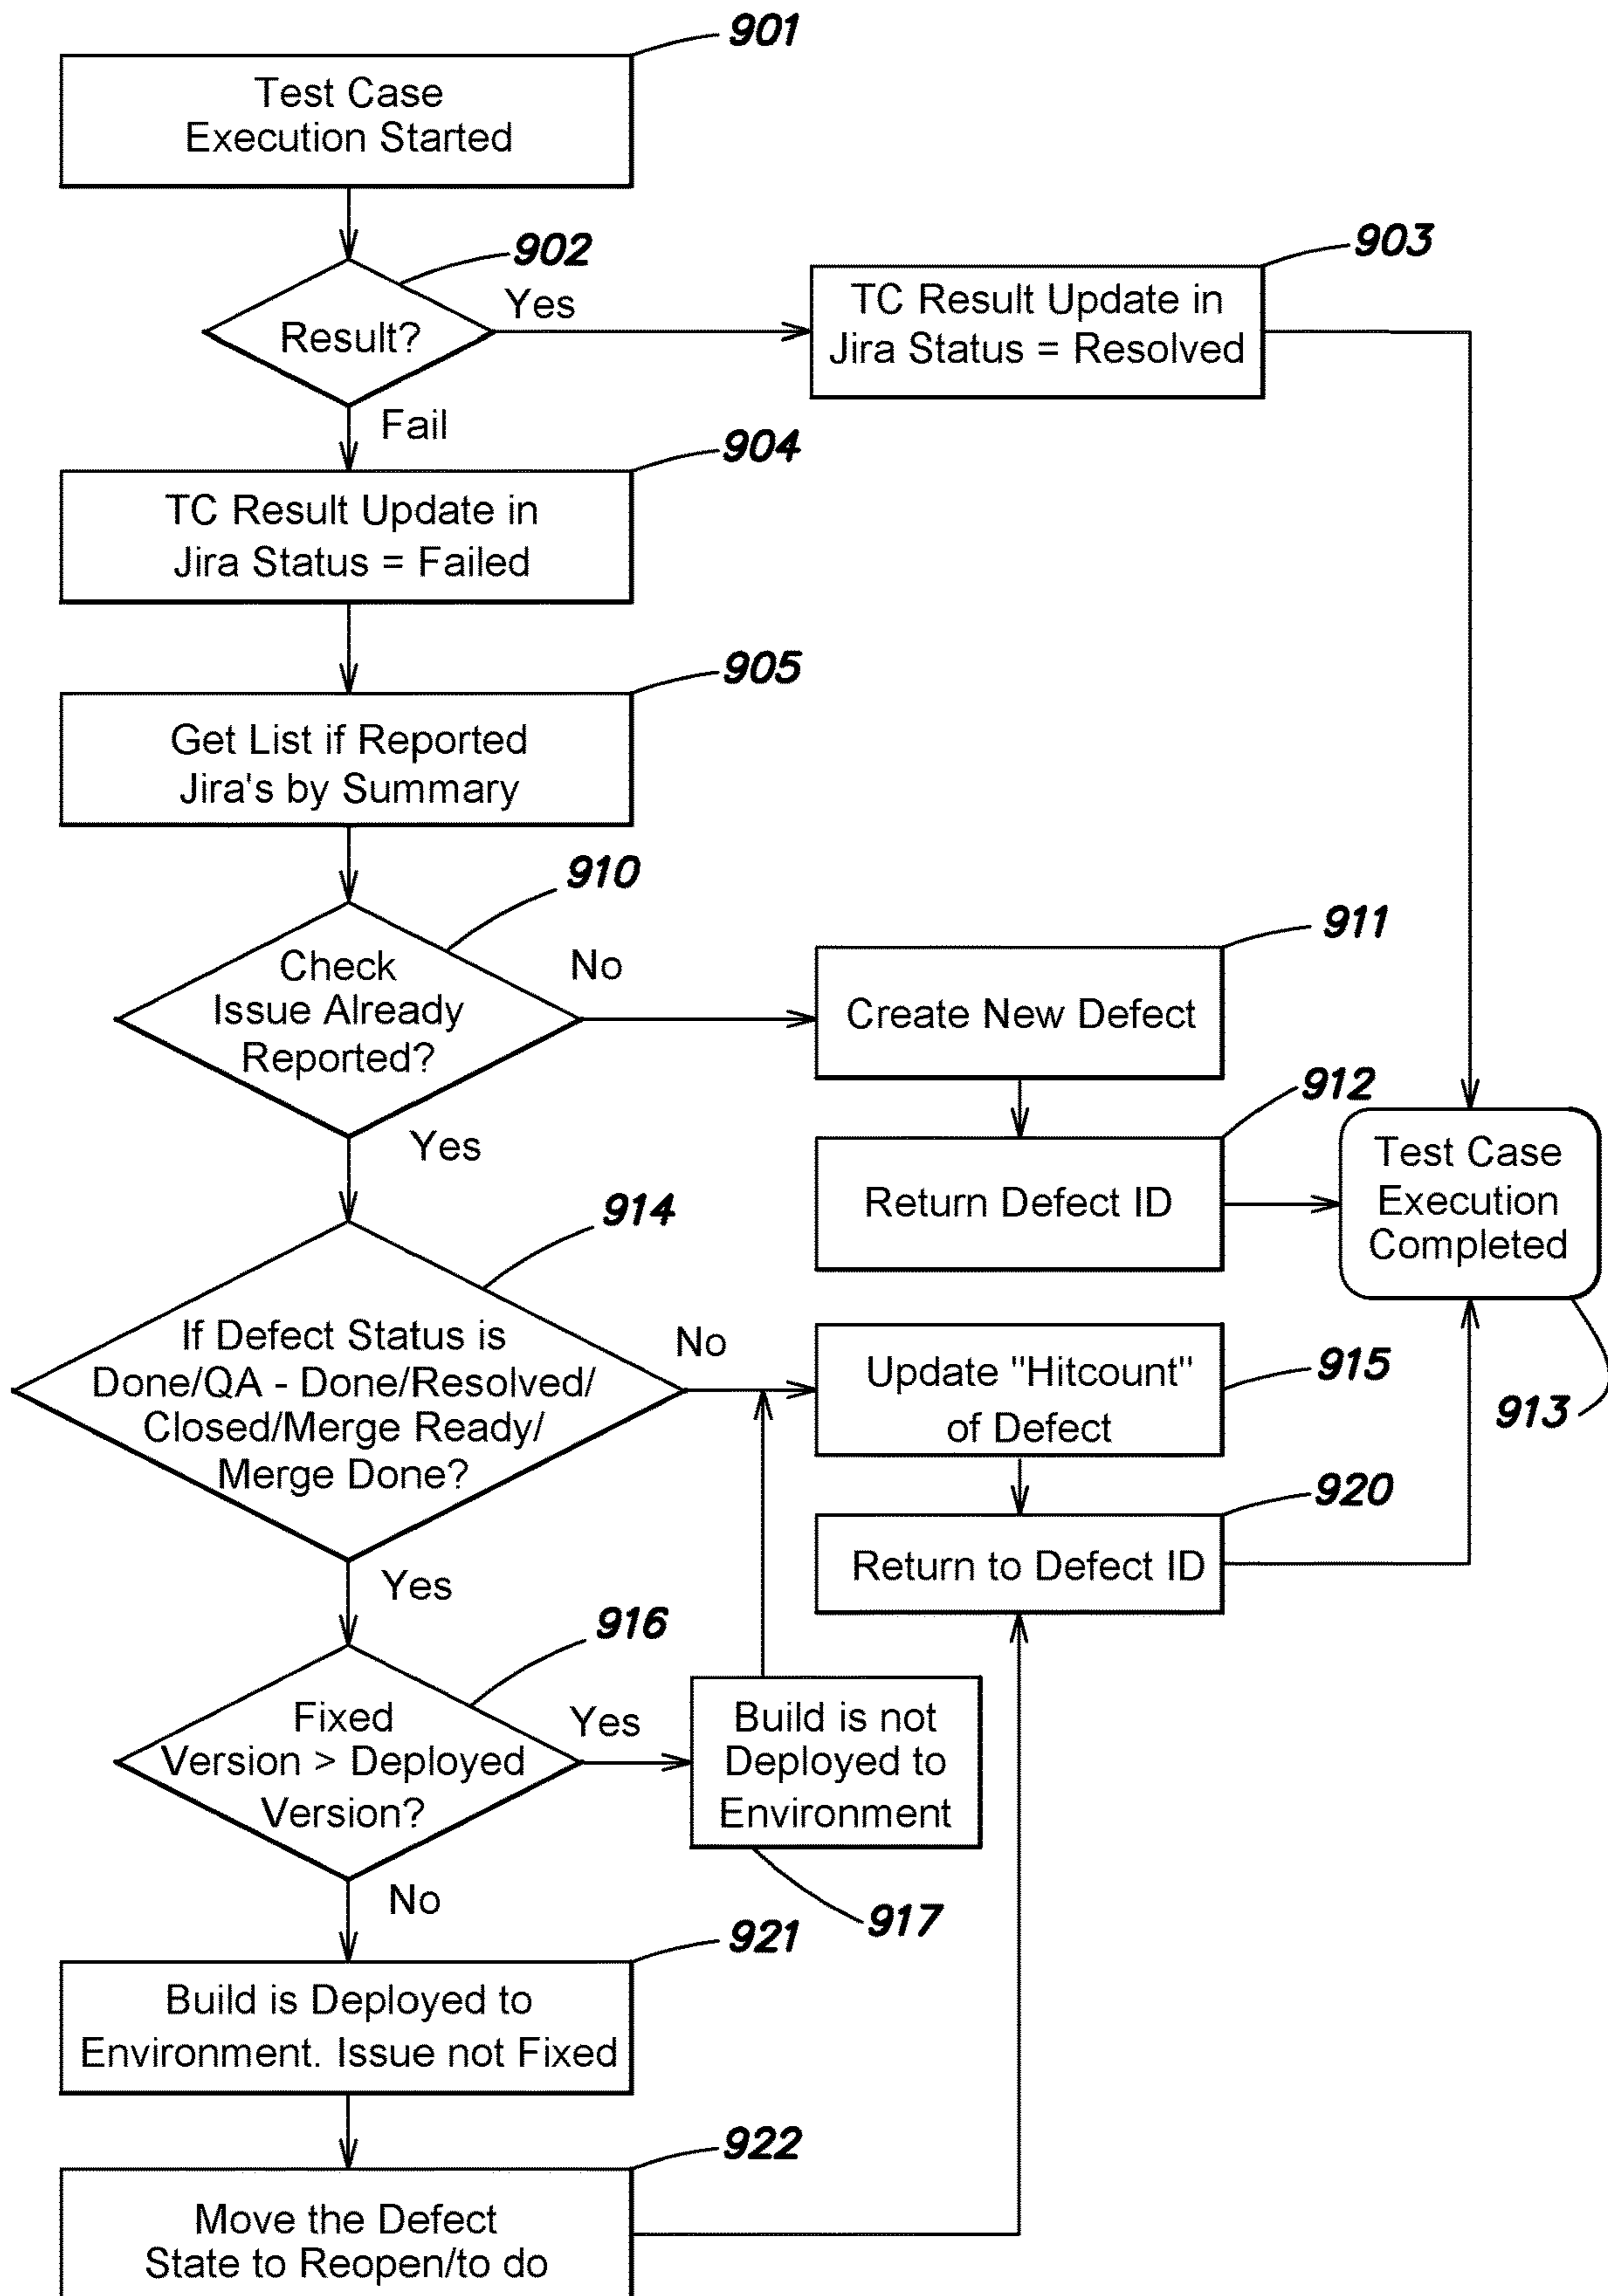 901
Test Case
Execution Started
902
Yes
Result?
903
TC Result Update in
Jira Status = Resolved
Fail
904
TC Result Update in
Jira Status = Failed
905
Get List if Reported
Jira's by Summary
910
Check
Issue Already
Reported?
No
911
Create New Defect
912
Return Defect ID
Test Case
Execution
Completed
913
Yes
914
If Defect Status is
Done/QA - Done/Resolved/
Closed/Merge Ready/
Merge Done?
No
Update "Hitcount"
of Defect
915
920
Return to Defect ID
Yes
916
Fixed
Version > Deployed
Version?
Yes
Build is not
Deployed to
Environment
917
No
921
Build is Deployed to
Environment. Issue not Fixed
922
Move the Defect
State to Reopen/to do